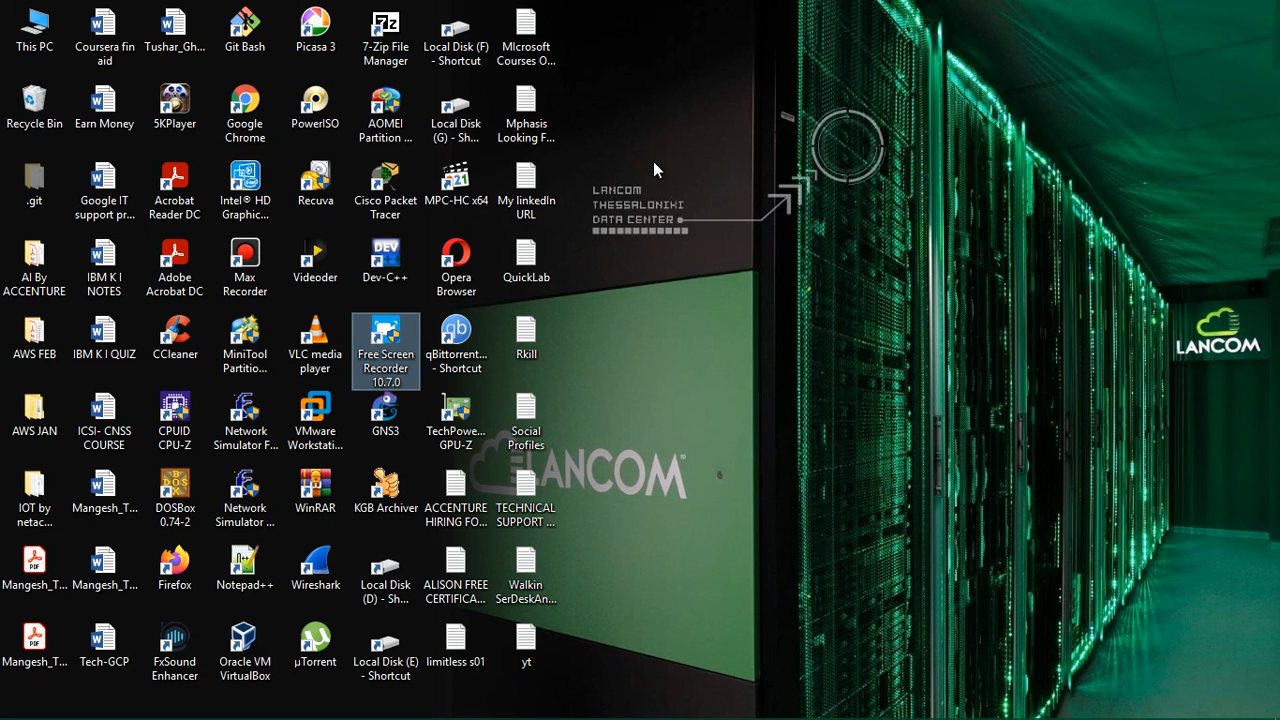 This PC
Coursera fin
aid
Tushar_Gh...
Git Bash
Picasa 3
7-Zip File
Manager
Local Disk (F)
- Shortcut
MIcrosoft
Courses O...
Recycle Bin
Earn Money
5KPlayer
Google
Chrome
PowerISO
AOMEI
Partition ...
Local Disk
(G) - Sh...
Mphasis
Looking F...
.git
Google IT
support pr...
Acrobat
Reader DC
Intel® HD
Graphic...
Recuva
Cisco Packet
Tracer
MPC-HC x64
My linkedIn
URL
AI By
ACCENTURE
IBM K I
NOTES
Adobe
Acrobat DC
Max
Recorder
Videoder
Dev-C++
Opera
Browser
QuickLab
AWS FEB
IBM K I QUIZ
CCleaner
MiniTool
Partitio...
VLC media
player
Free Screen
Recorder
10.7.0
qBittorrent...
- Shortcut
Rkill
AWS JAN
ICSI- CNSS
COURSE
CPUID
CPU-Z
Network
Simulator F...
VMware
Workstati...
GNS3
TechPowe...
GPU-Z
Social
Profiles
IOT by
netac...
Mangesh_T...
DOSBox
0.74-2
Network
Simulator ...
WinRAR
KGB Archiver
ACCENTURE
HIRING FO...
TECHNICAL
SUPPORT ...
Mangesh_T...
Mangesh_T...
Firefox
Notepad++
Wireshark
Local Disk
(D) - Sh...
ALISON FREE
CERTIFICA...
Walkin
SerDeskAn...
Mangesh_T...
Tech-GCP
FxSound
Enhancer
Oracle VM
VirtualBox
µTorrent
Local Disk (E)
- Shortcut
limitless s01
yt
LANCOM
THESSALONIKI
DATA CENTER
LANCOM
LANCOM